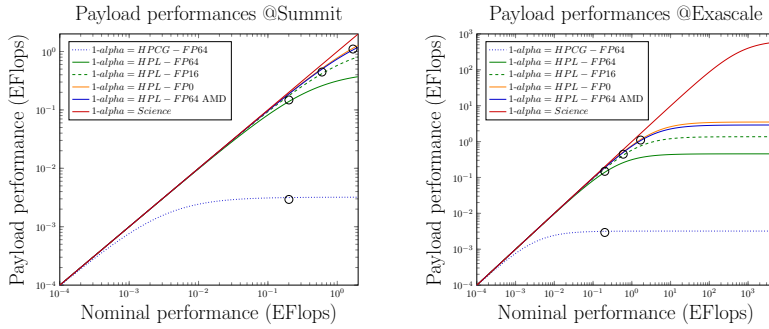 Payload performances @Summit
Payload performance (EFlops)
10^0
10^−1
10^−2
10^−3
10^−4
1-alpha = HPCG − FP64
1-alpha = HPL − FP64
1-alpha = HPL − FP16
1-alpha = HPL − FP0
1-alpha = HPL − FP64 AMD
1-alpha = Science
10^−4
10^−3
10^−2
10^−1
10^0
Nominal performance (EFlops)
Payload performances @Exascale
Payload performance (EFlops)
10^3
10^2
10^1
10^0
10^−1
10^−2
10^−3
10^−4
1-alpha = HPCG − FP64
1-alpha = HPL − FP64
1-alpha = HPL − FP16
1-alpha = HPL − FP0
1-alpha = HPL − FP64 AMD
1-alpha = Science
10^−4
10^−3
10^−2
10^−1
10^0
10^1
10^2
10^3
Nominal performance (EFlops)